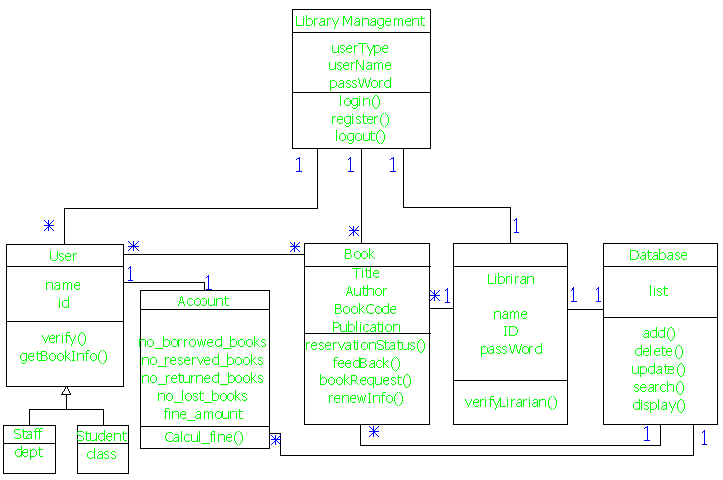 Library Management
userType
userName
passWord
login()
register()
logout()
1
1
1
*
*
1
User
name
id
verify()
getBookInfo()
*
*
1
1
Account
no_borrowed_books
no_reserved_books
no_returned_books
no_lost_books
fine_amount
Calcul_fine()
*
Book
Title
Author
BookCode
Publication
reservationStatus()
feedBack()
bookRequest()
renewInfo()
*
*
1
Libriran
name
ID
passWord
verifyLirarian()
1
1
Database
list
add()
delete()
update()
search()
display()
1
1
Staff
dept
Student
class